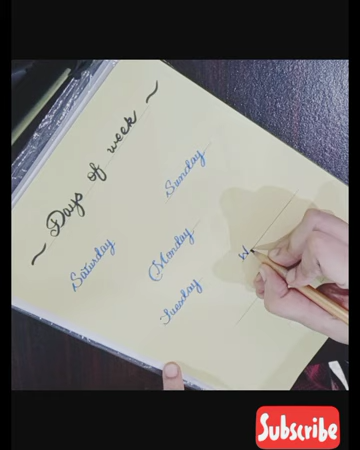 ~ Days of week ~
Saturday
Sunday
Monday
Tuesday
W
Subscribe